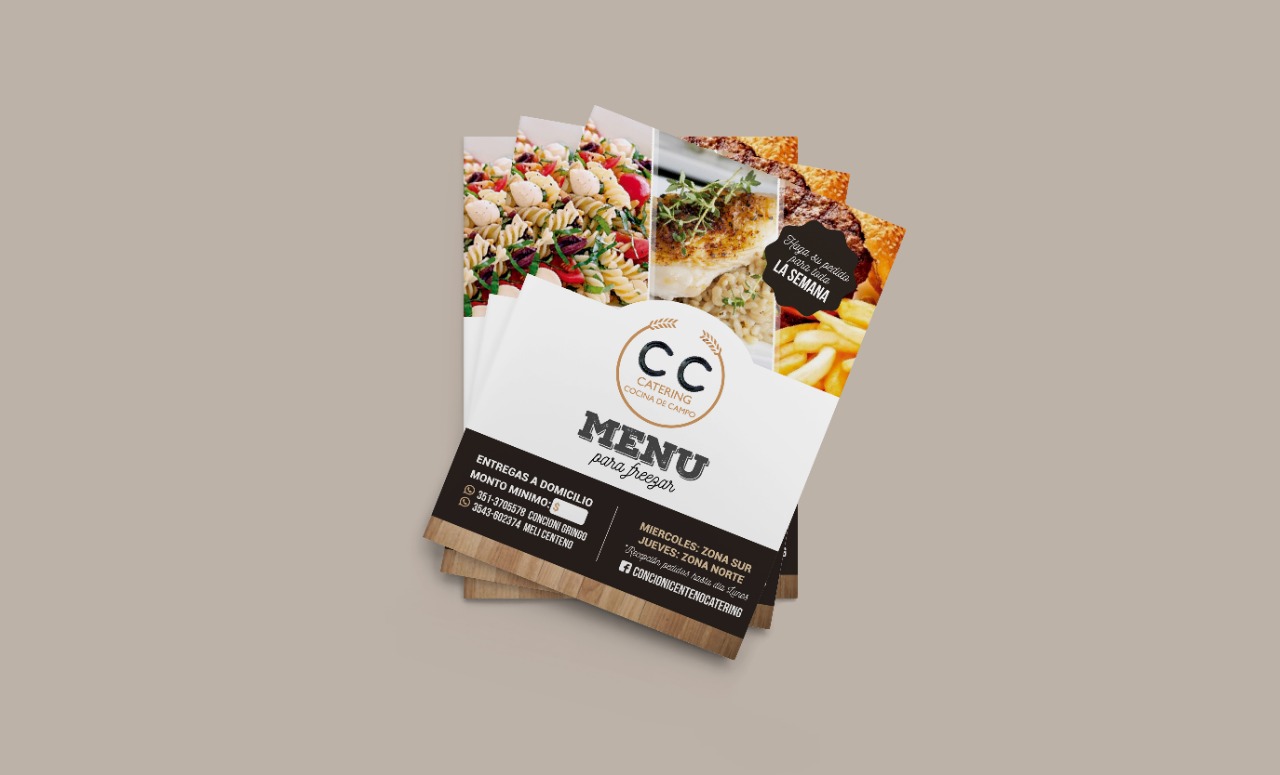 Haga su pedido
para toda
LA SEMANA
CC
CATERING
COCINA DE CAMPO
MENU
para freezar
ENTREGAS A DOMICILIO
MONTO MINIMO: $
351-3705578 CONCIONI GRINGO
3543-602374 MELI CENTENO
MIERCOLES: ZONA SUR
JUEVES: ZONA NORTE
*Recepción pedidos hasta dia Lunes
CONCIONICENTENOCATERING